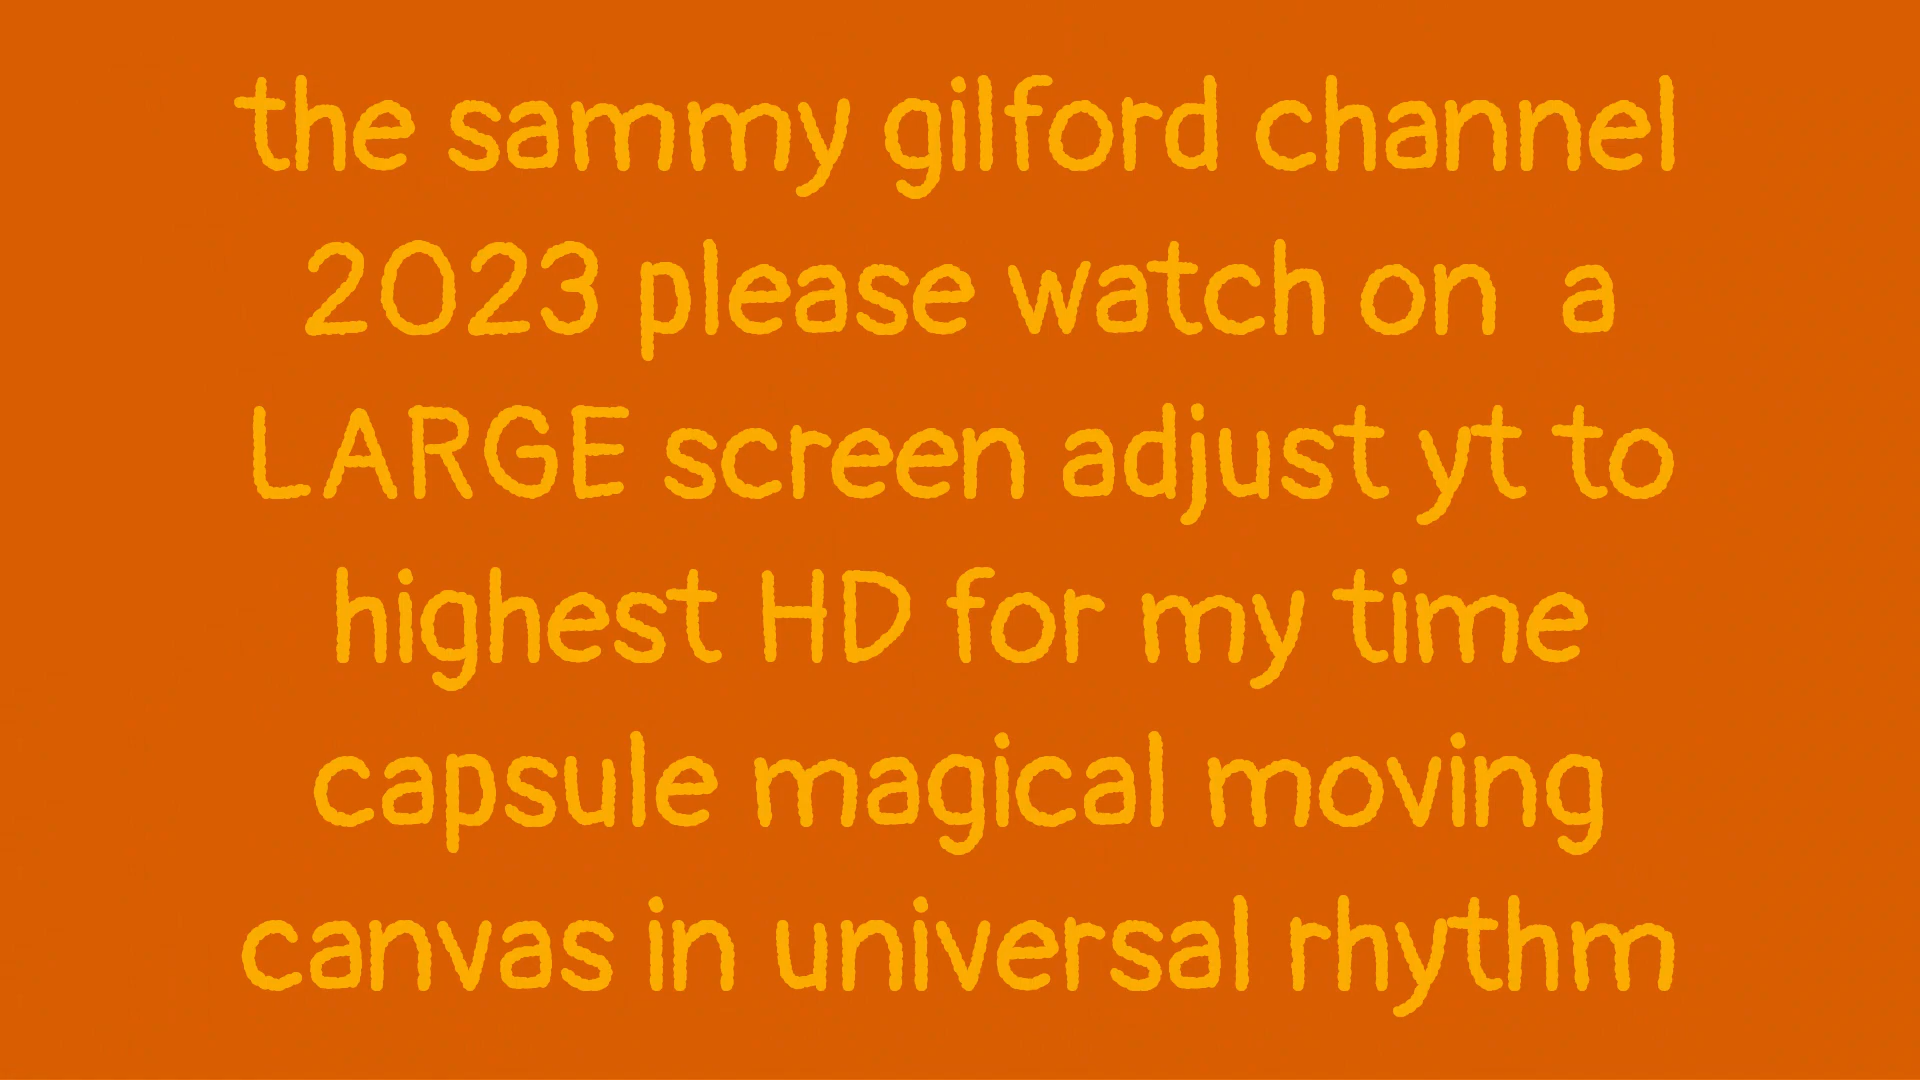 the sammy gilford channel
2023 please watch on  a
LARGE screen adjust yt to
highest HD for my time
capsule magical moving
canvas in universal rhythm